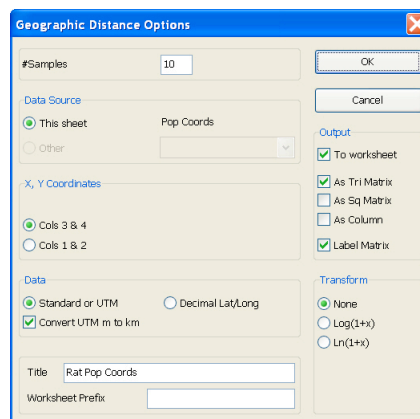 Geographic Distance Options
#Samples 10
OK
Cancel
Data Source
This sheet Pop Coords
Other
Output
To worksheet
As Tri Matrix
As Sq Matrix
As Column
Label Matrix
X, Y Coordinates
Cols 3 & 4
Cols 1 & 2
Data
Standard or UTM Decimal Lat/Long
Convert UTM m to km
Transform
None
Log(1+x)
Ln(1+x)
Title Rat Pop Coords
Worksheet Prefix